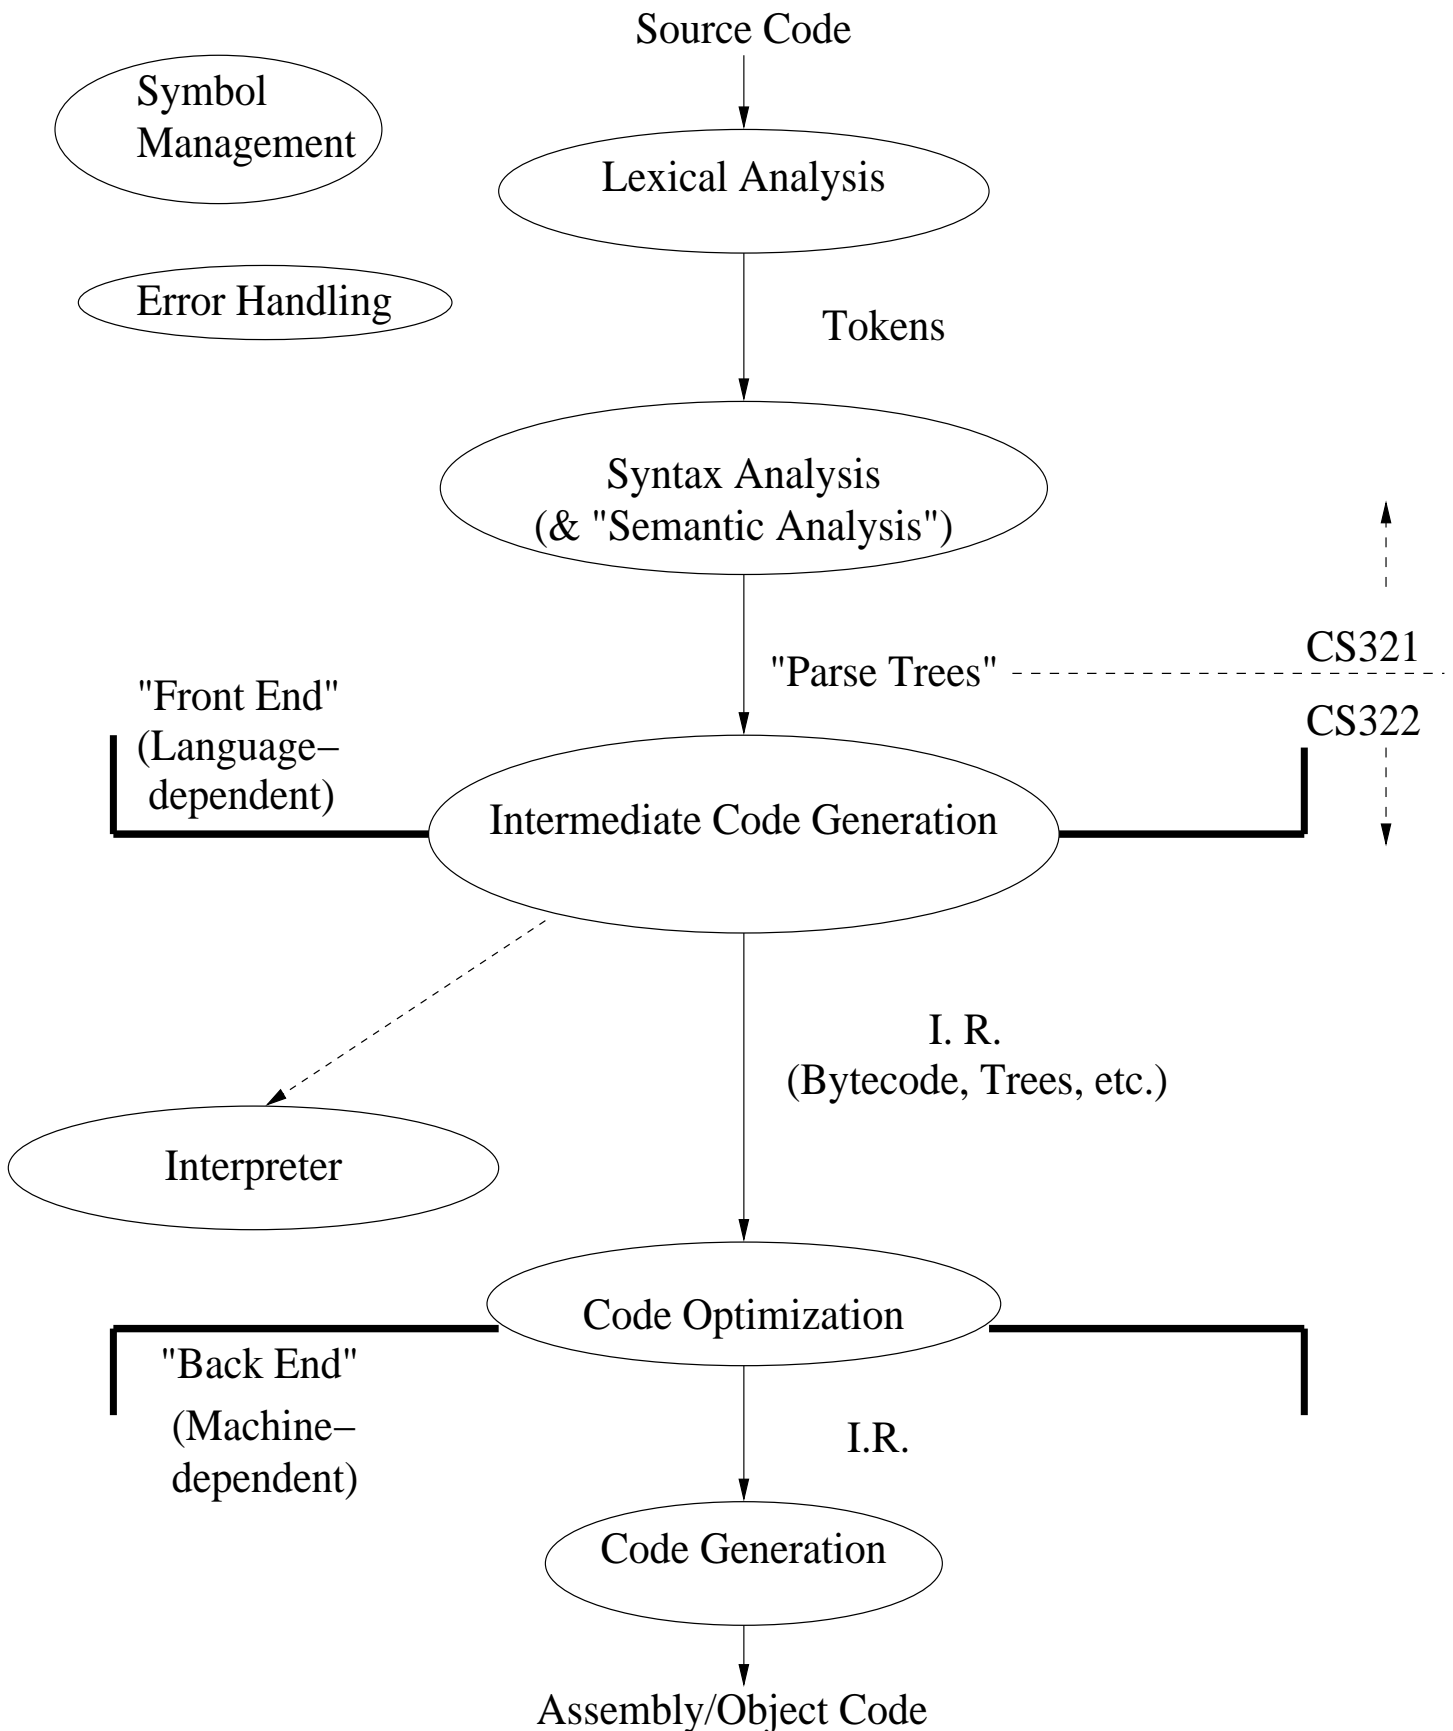 Source Code
Symbol
Management
Lexical Analysis
Error Handling
Tokens
Syntax Analysis
(& "Semantic Analysis")
CS321
"Parse Trees"
"Front End"
(Language–
dependent)
CS322
Intermediate Code Generation
I. R.
(Bytecode, Trees, etc.)
Interpreter
Code Optimization
"Back End"
(Machine–
dependent)
I.R.
Code Generation
Assembly/Object Code